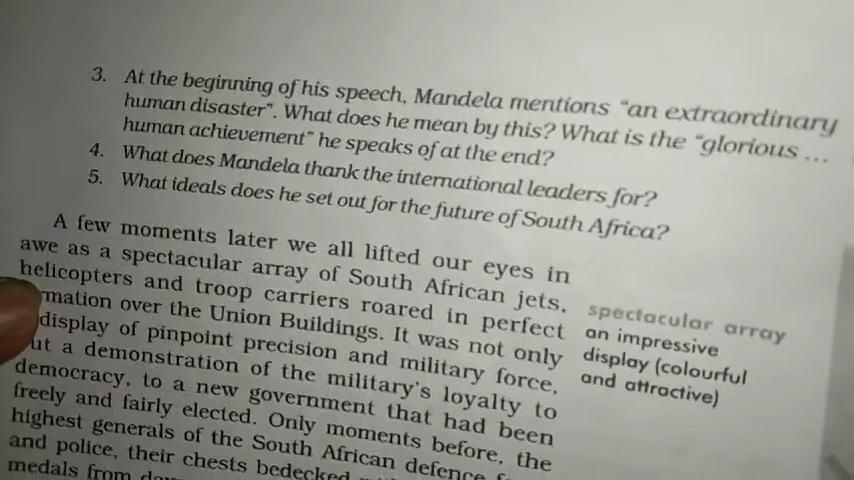 3. At the beginning of his speech, Mandela mentions "an extraordinary
human disaster". What does he mean by this? What is the "glorious ...
human achievement" he speaks of at the end?
4. What does Mandela thank the international leaders for?
5. What ideals does he set out for the future of South Africa?
A few moments later we all lifted our eyes in
awe as a spectacular array of South African jets,
helicopters and troop carriers roared in perfect
mation over the Union Buildings. It was not only
display of pinpoint precision and military force,
ut a demonstration of the military's loyalty to
democracy, to a new government that had been
freely and fairly elected. Only moments before, the
highest generals of the South African defence
and police, their chests bedecked
medals from
spectacular array
an impressive
display (colourful
and attractive)